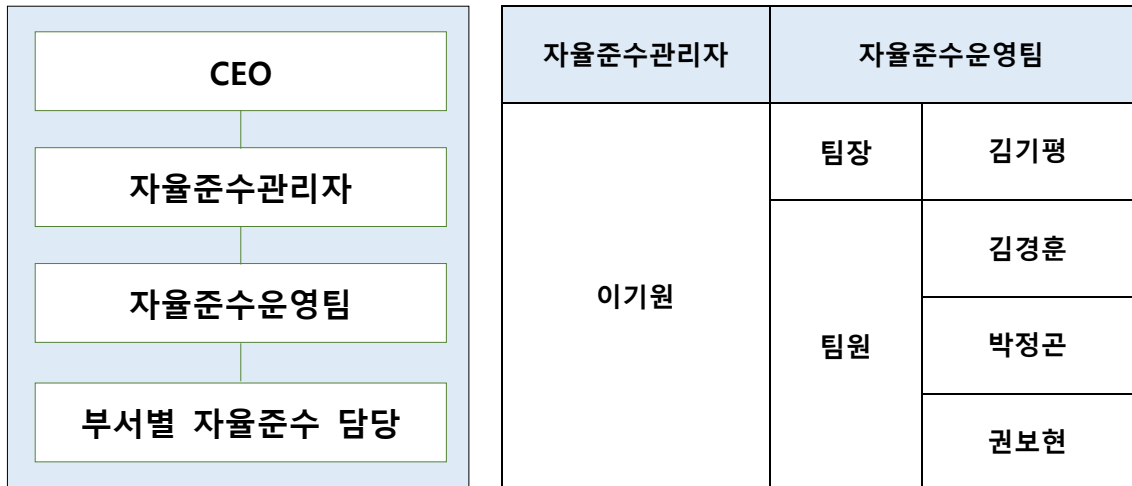 CEO
자율준수관리자
자율준수운영팀
부서별 자율준수 담당
자율준수관리자 자율준수운영팀
이기원
팀장 김기평
팀원
김경훈
박정곤
권보현